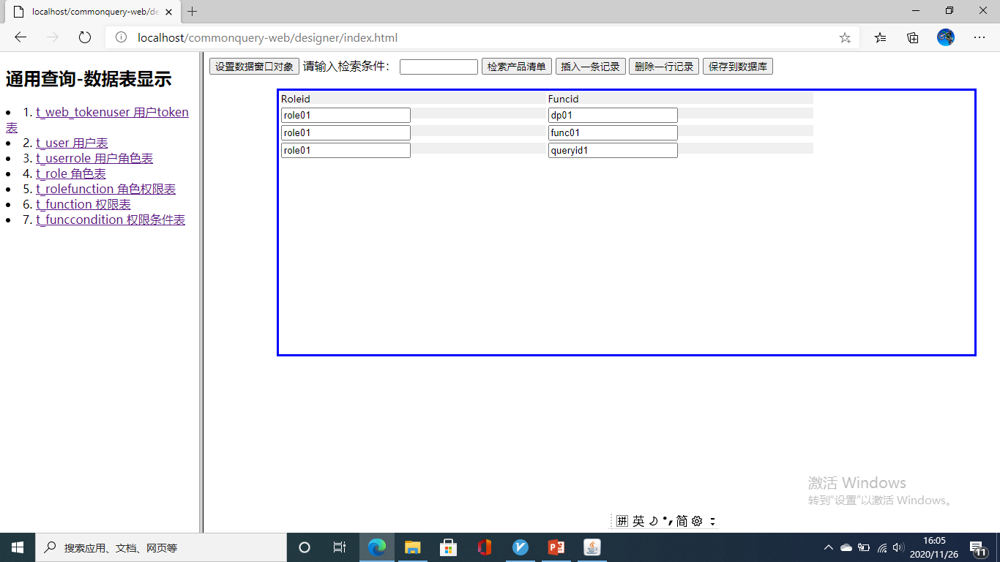 localhost/commonquery-web/de
localhost/commonquery-web/designer/index.html
通用查询-数据表显示
1. t_web_tokenuser 用户token
表
2. t_user 用户表
3. t_userrole 用户角色表
4. t_role 角色表
5. t_rolefunction 角色权限表
6. t_function 权限表
7. t_funccondition 权限条件表
设置数据窗口对象 请输入检索条件： 检索产品清单 插入一条记录 删除一行记录 保存到数据库
Roleid Funcid
role01 dp01
role01 func01
role01 queryid1
激活 Windows
转到"设置"以激活 Windows。
拼 英 简
搜索应用、文档、网页等
16:05
2020/11/26
11